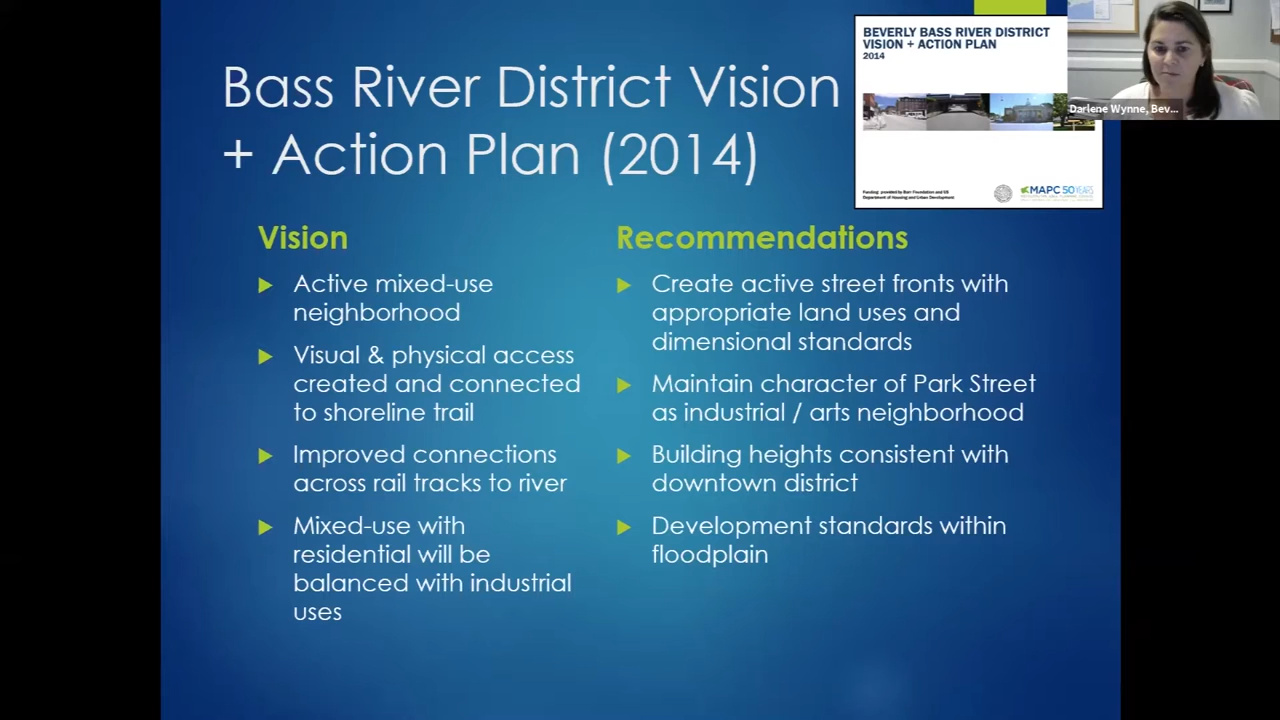 Bass River District Vision
+ Action Plan (2014)
BEVERLY BASS RIVER DISTRICT
VISION + ACTION PLAN
2014
Funding provided by Barr Foundation and US
Department of Housing and Urban Development
MAPC 50 YEARS
Darlene Wynne, Bev...
Vision
Active mixed-use
neighborhood
Visual & physical access
created and connected
to shoreline trail
Improved connections
across rail tracks to river
Mixed-use with
residential will be
balanced with industrial
uses
Recommendations
Create active street fronts with
appropriate land uses and
dimensional standards
Maintain character of Park Street
as industrial / arts neighborhood
Building heights consistent with
downtown district
Development standards within
floodplain